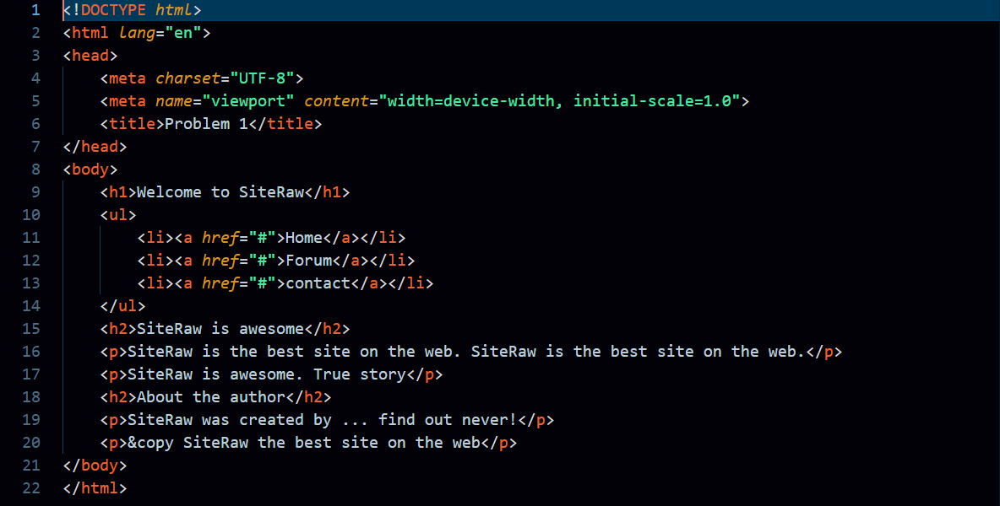 1 <!DOCTYPE html>
2 <html lang="en">
3 <head>
4     <meta charset="UTF-8">
5     <meta name="viewport" content="width=device-width, initial-scale=1.0">
6     <title>Problem 1</title>
7 </head>
8 <body>
9     <h1>Welcome to SiteRaw</h1>
10     <ul>
11         <li><a href="#">Home</a></li>
12         <li><a href="#">Forum</a></li>
13         <li><a href="#">contact</a></li>
14     </ul>
15     <h2>SiteRaw is awesome</h2>
16     <p>SiteRaw is the best site on the web. SiteRaw is the best site on the web.</p>
17     <p>SiteRaw is awesome. True story</p>
18     <h2>About the author</h2>
19     <p>SiteRaw was created by ... find out never!</p>
20     <p>&copy SiteRaw the best site on the web</p>
21 </body>
22 </html>